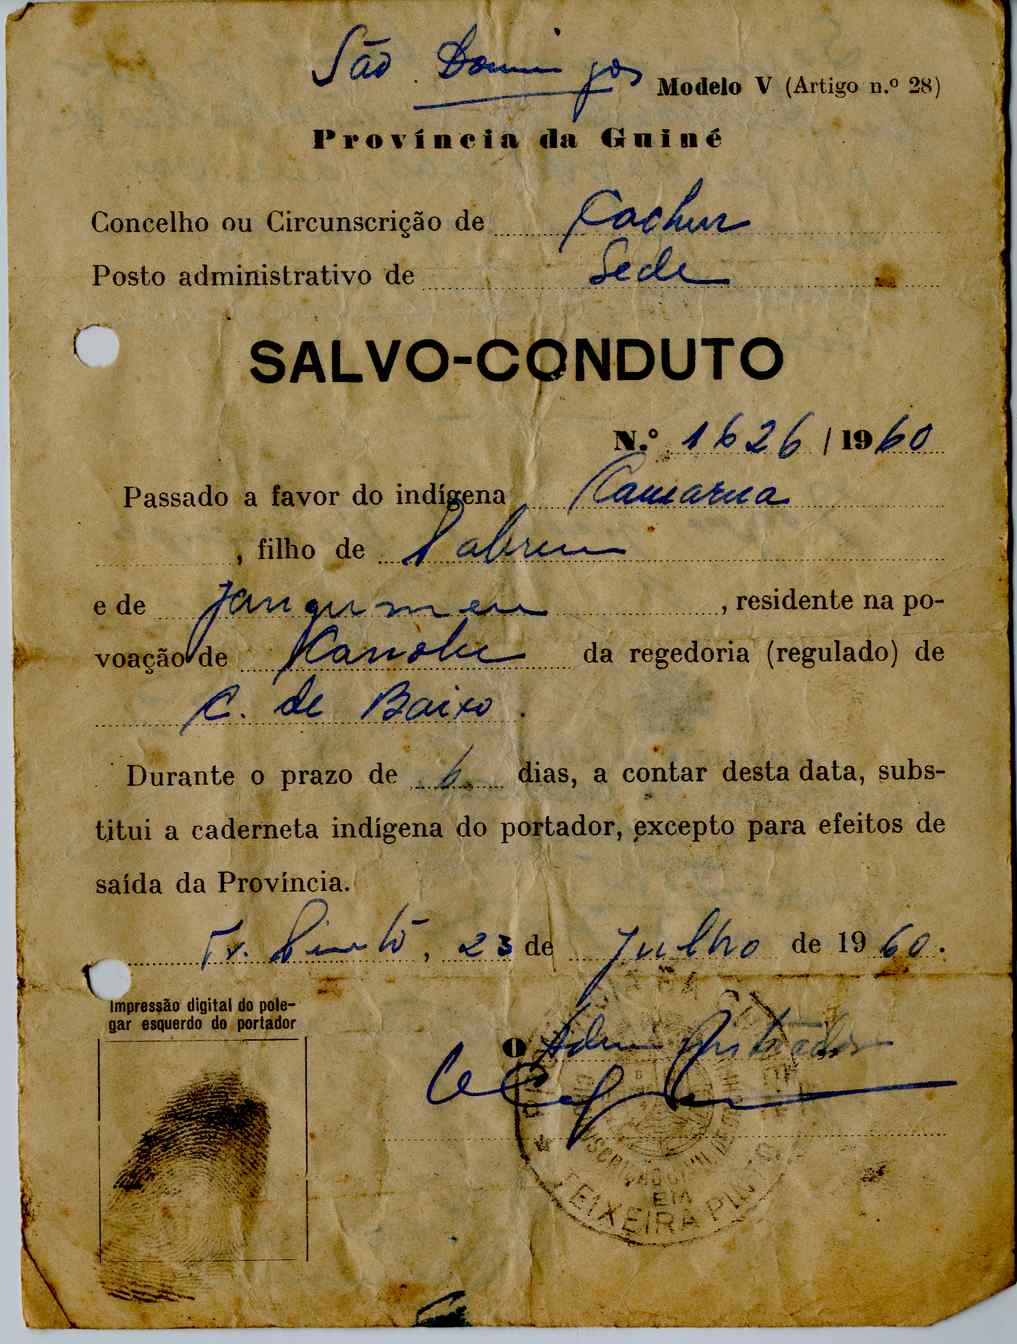 São Domingos
Modelo V (Artigo n.º 28)
Província da Guiné
Concelho ou Circunscrição de Cacheu
Posto administrativo de Sede
SALVO-CONDUTO
N.º 1626/1960
Passado a favor do indígena
, filho de
e de , residente na po-
voação de da regedoria (regulado) de
C. de Baixo.
Durante o prazo de 6 dias, a contar desta data, subs-
titui a caderneta indígena do portador, excepto para efeitos de
saída da Província.
Tx. Pintò, 23 de Julho de 1960.
Impressão digital do pole-
gar esquerdo do portador
O Administrador
TEIXEIRA PINTO